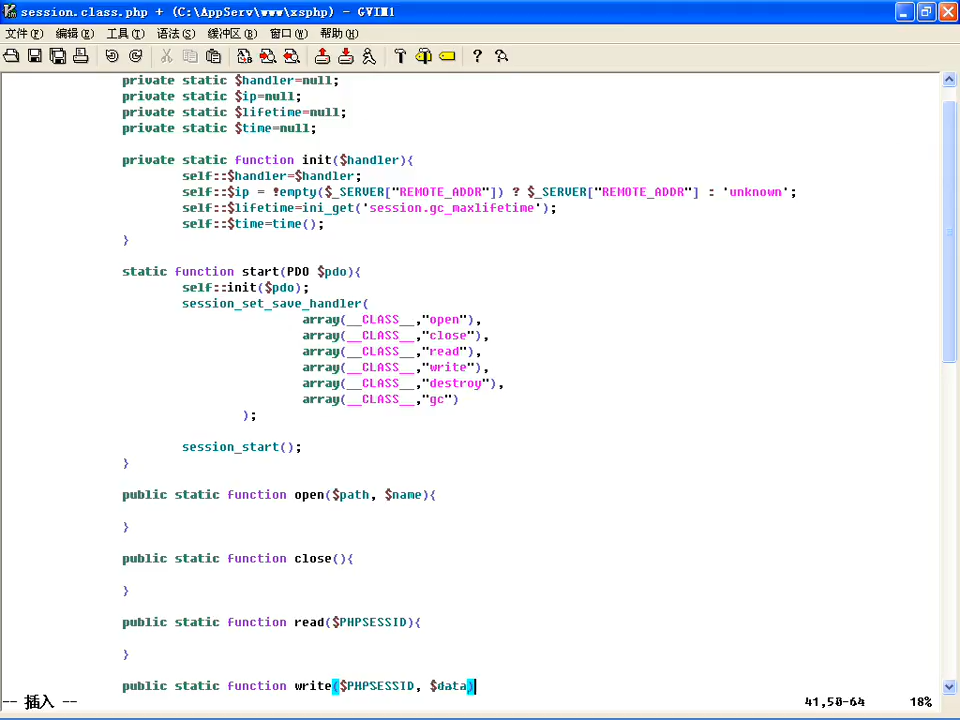 session.class.php + (C:\AppServ\www\xsphp) - GVIM1
文件(F) 编辑(E) 工具(T) 语法(S) 缓冲区(B) 窗口(W) 帮助(H)
private static $handler=null;
private static $ip=null;
private static $lifetime=null;
private static $time=null;
private static function init($handler){
self::$handler=$handler;
self::$ip = !empty($_SERVER["REMOTE_ADDR"]) ? $_SERVER["REMOTE_ADDR"] : 'unknown';
self::$lifetime=ini_get('session.gc_maxlifetime');
self::$time=time();
}
static function start(PDO $pdo){
self::init($pdo);
session_set_save_handler(
array(__CLASS__,"open"),
array(__CLASS__,"close"),
array(__CLASS__,"read"),
array(__CLASS__,"write"),
array(__CLASS__,"destroy"),
array(__CLASS__,"gc")
);
session_start();
}
public static function open($path, $name){
}
public static function close(){
}
public static function read($PHPSESSID){
}
public static function write($PHPSESSID, $data)
-- 插入 -- 41,50-64 18%